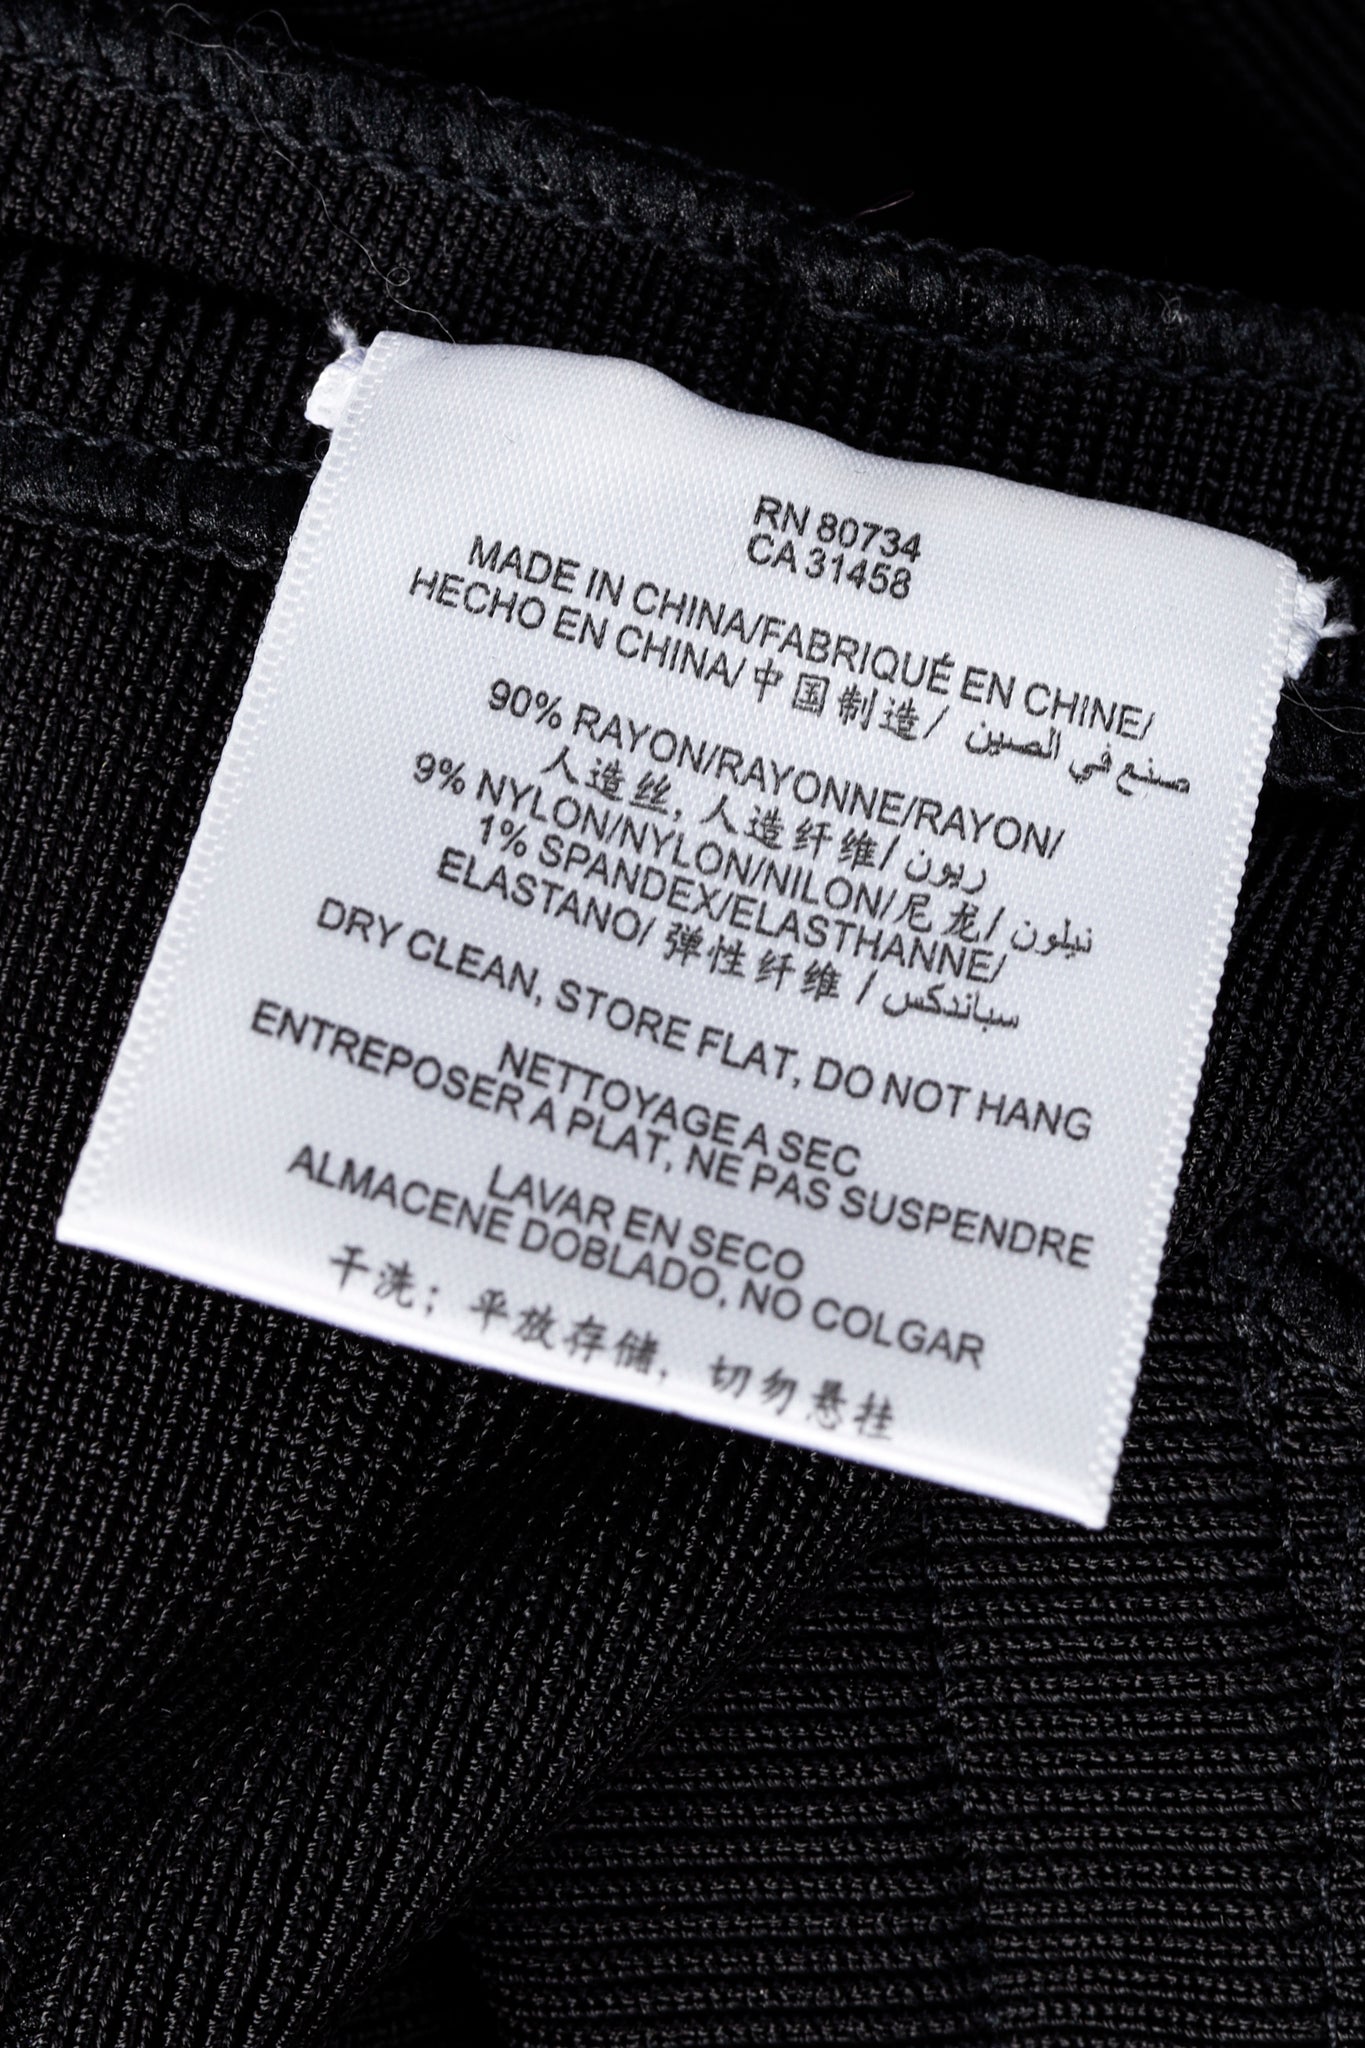 RN 80734
CA 31458
MADE IN CHINA/FABRIQUÉ EN CHINE/
HECHO EN CHINA/中国制造/ صنع في الصين
90% RAYON/RAYONNE/RAYON/
人造丝, 人造纤维/ ريون
9% NYLON/NYLON/NILON/尼龙/ نيلون
1% SPANDEX/ELASTHANNE/
ELASTANO/ 弹性纤维 / سباندكس
DRY CLEAN, STORE FLAT, DO NOT HANG
NETTOYAGE A SEC
ENTREPOSER A PLAT, NE PAS SUSPENDRE
LAVAR EN SECO
ALMACENE DOBLADO, NO COLGAR
干洗；平放存储，切勿悬挂